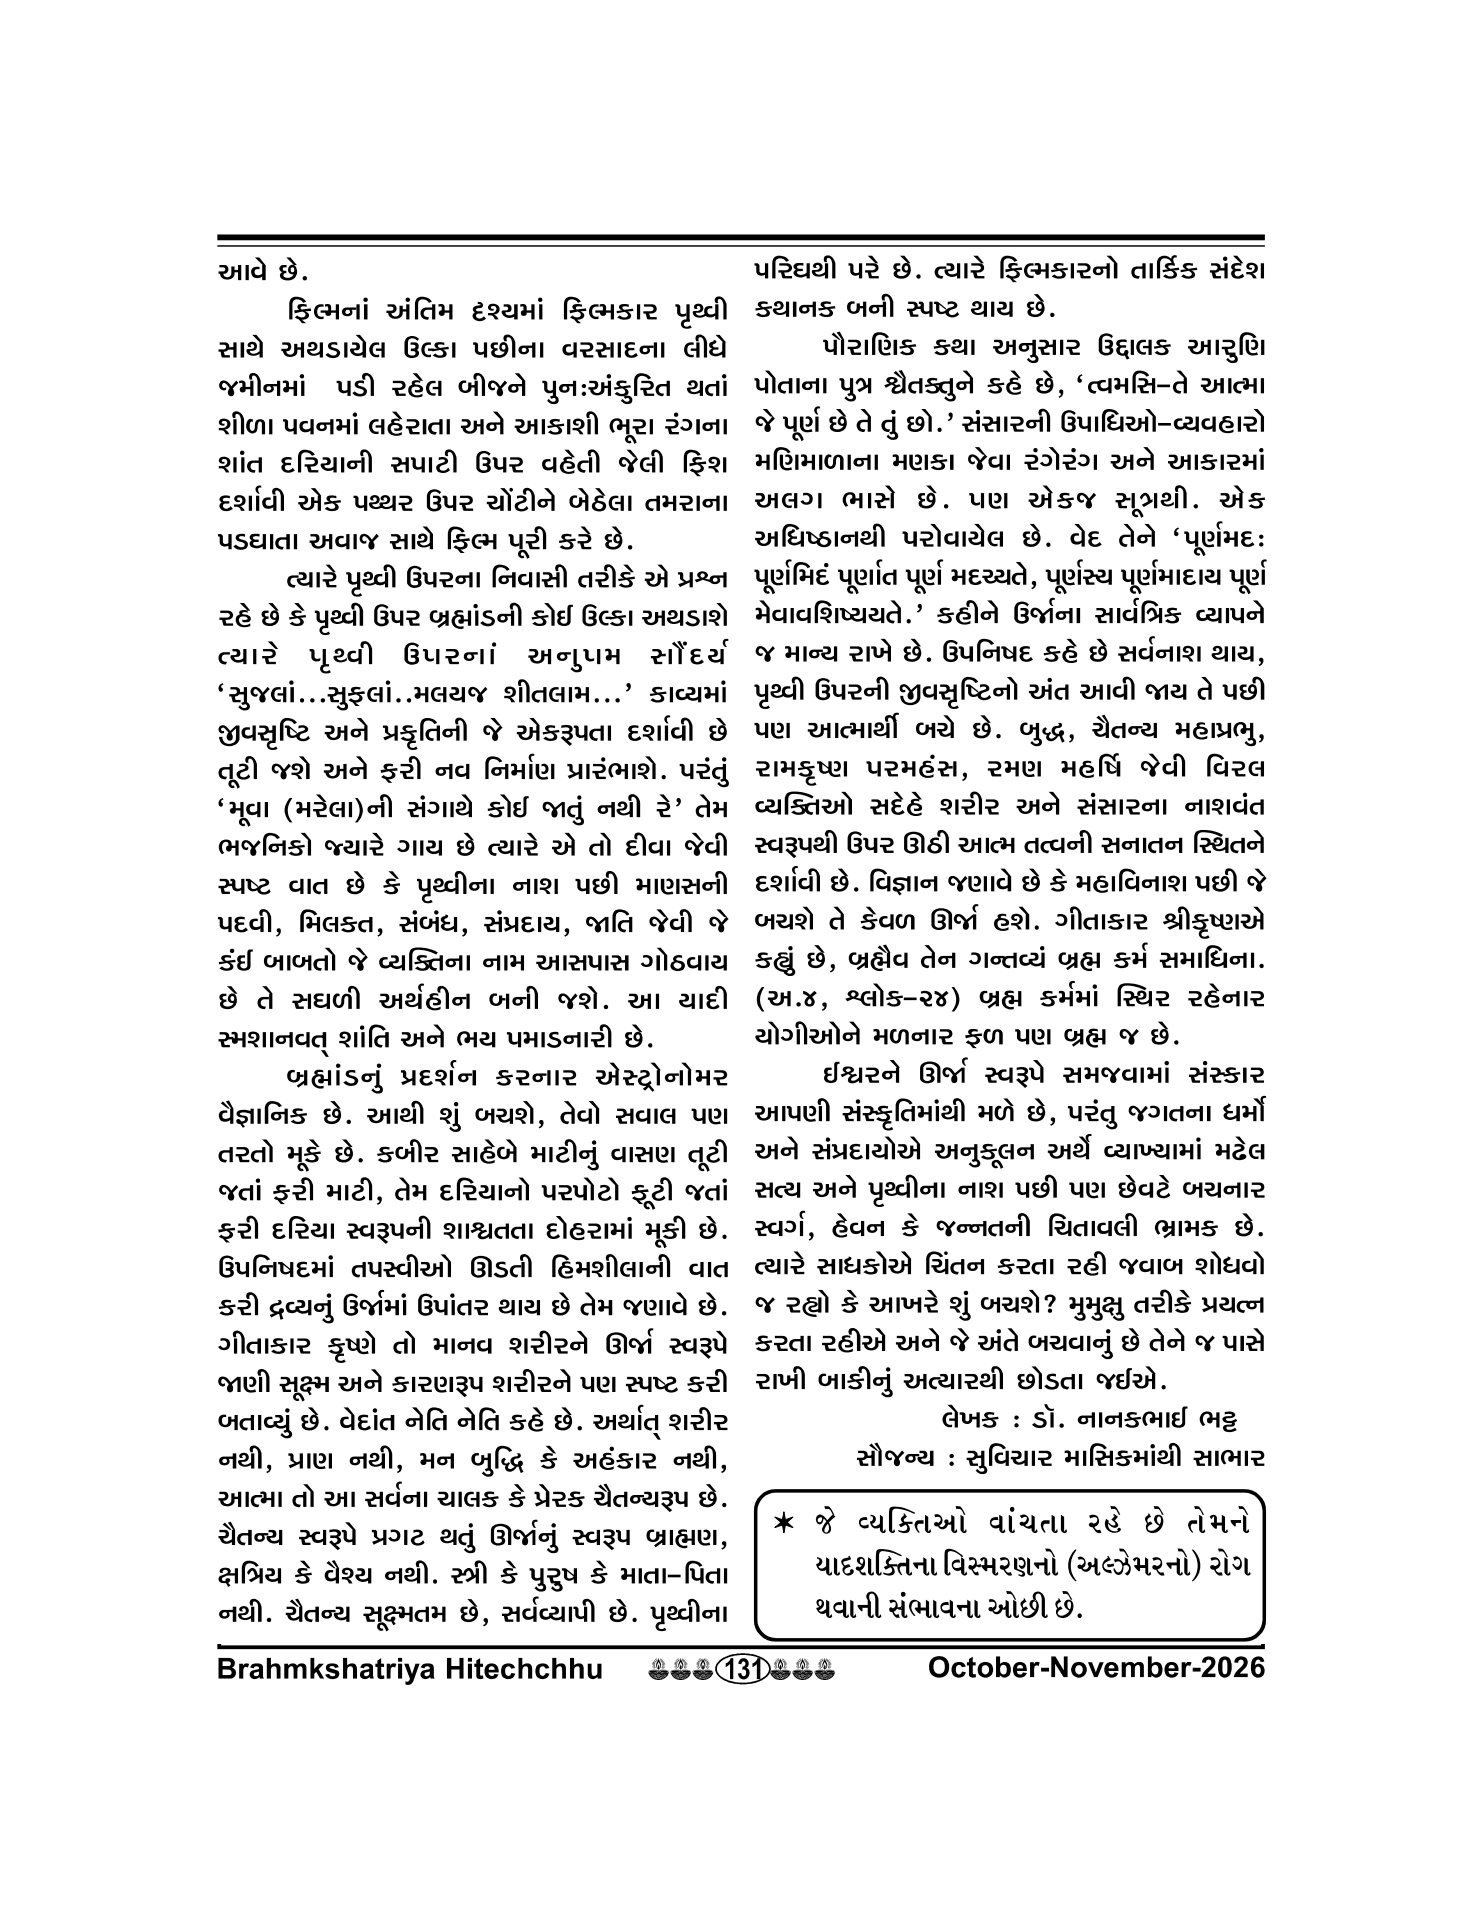 આવે છે.
ફિલ્મનાં અંતિમ દૃશ્યમાં ફિલ્મકાર પૃથ્વી
સાથે અથડાયેલ ઉલ્કા પછીના વરસાદના લીધે
જમીનમાં પડી રહેલ બીજને પુનઃઅંકુરિત થતાં
શીળા પવનમાં લહેરાતા અને આકાશી ભૂરા રંગના
શાંત દરિયાની સપાટી ઉપર વહેતી જેલી ફિશ
દર્શાવી એક પથ્થર ઉપર ચોંટીને બેઠેલા તમરાના
પડઘાતા અવાજ સાથે ફિલ્મ પૂરી કરે છે.
ત્યારે પૃથ્વી ઉપરના નિવાસી તરીકે એ પ્રશ્ન
રહે છે કે પૃથ્વી ઉપર બ્રહ્માંડની કોઈ ઉલ્કા અથડાશે
ત્યારે પૃથ્વી ઉપરનાં અનુપમ સૌંદર્ય
‘સુજલાં...સુફલાં..મલયજ શીતલામ...’ કાવ્યમાં
જીવસૃષ્ટિ અને પ્રકૃતિની જે એકરૂપતા દર્શાવી છે
તૂટી જશે અને ફરી નવ નિર્માણ પ્રારંભાશે. પરંતું
‘મૂવા (મરેલા)ની સંગાથે કોઈ જાતું નથી રે’ તેમ
ભજનિકો જ્યારે ગાય છે ત્યારે એ તો દીવા જેવી
સ્પષ્ટ વાત છે કે પૃથ્વીના નાશ પછી માણસની
પદવી, મિલકત, સંબંધ, સંપ્રદાય, જાતિ જેવી જે
કંઈ બાબતો જે વ્યક્તિના નામ આસપાસ ગોઠવાય
છે તે સઘળી અર્થહીન બની જશે. આ યાદી
સ્મશાનવત્ શાંતિ અને ભય પમાડનારી છે.
બ્રહ્માંડનું પ્રદર્શન કરનાર એસ્ટ્રોનોમર
વૈજ્ઞાનિક છે. આથી શું બચશે, તેવો સવાલ પણ
તરતો મૂકે છે. કબીર સાહેબે માટીનું વાસણ તૂટી
જતાં ફરી માટી, તેમ દરિયાનો પરપોટો ફૂટી જતાં
ફરી દરિયા સ્વરૂપની શાશ્વતતા દોહરામાં મૂકી છે.
ઉપનિષદમાં તપસ્વીઓ ઊડતી હિમશીલાની વાત
કરી દ્રવ્યનું ઉર્જામાં ઉપાંતર થાય છે તેમ જણાવે છે.
ગીતાકાર કૃષ્ણે તો માનવ શરીરને ઊર્જા સ્વરૂપે
જાણી સૂક્ષ્મ અને કારણરૂપ શરીરને પણ સ્પષ્ટ કરી
બતાવ્યું છે. વેદાંત નેતિ નેતિ કહે છે. અર્થાત્ શરીર
નથી, પ્રાણ નથી, મન બુદ્ધિ કે અહંકાર નથી,
આત્મા તો આ સર્વના ચાલક કે પ્રેરક ચૈતન્યરૂપ છે.
ચૈતન્ય સ્વરૂપે પ્રગટ થતું ઊર્જાનું સ્વરૂપ બ્રાહ્મણ,
ક્ષત્રિય કે વૈશ્ય નથી. સ્ત્રી કે પુરુષ કે માતા–પિતા
નથી. ચૈતન્ય સૂક્ષ્મતમ છે, સર્વવ્યાપી છે. પૃથ્વીના
પરિઘથી પરે છે. ત્યારે ફિલ્મકારનો તાર્કિક સંદેશ
કથાનક બની સ્પષ્ટ થાય છે.
પૌરાણિક કથા અનુસાર ઉદ્દાલક આરુણિ
પોતાના પુત્ર શ્વૈતક્તુને કહે છે, ‘ત્વમસિ–તે આત્મા
જે પૂર્ણ છે તે તું છો.’ સંસારની ઉપાધિઓ–વ્યવહારો
મણિમાળાના મણકા જેવા રંગેરંગ અને આકારમાં
અલગ ભાસે છે. પણ એકજ સૂત્રથી. એક
અધિષ્ઠાનથી પરોવાયેલ છે. વેદ તેને ‘પૂર્ણમદઃ
પૂર્ણમિદં પૂર્ણાત પૂર્ણ મદચ્યતે, પૂર્ણસ્ય પૂર્ણમાદાય પૂર્ણ
મેવાવશિષ્યયતે.’ કહીને ઉર્જાના સાર્વત્રિક વ્યાપને
જ માન્ય રાખે છે. ઉપનિષદ કહે છે સર્વનાશ થાય,
પૃથ્વી ઉપરની જીવસૃષ્ટિનો અંત આવી જાય તે પછી
પણ આત્માર્થી બચે છે. બુદ્ધ, ચૈતન્ય મહાપ્રભુ,
રામકૃષ્ણ પરમહંસ, રમણ મહર્ષિ જેવી વિરલ
વ્યક્તિઓ સદેહે શરીર અને સંસારના નાશવંત
સ્વરૂપથી ઉપર ઊઠી આત્મ તત્વની સનાતન સ્થિતને
દર્શાવી છે. વિજ્ઞાન જણાવે છે કે મહાવિનાશ પછી જે
બચશે તે કેવળ ઊર્જા હશે. ગીતાકાર શ્રીકૃષ્ણએ
કહ્યું છે, બ્રહ્મૈવ તેન ગન્તવ્યં બ્રહ્મ કર્મ સમાધિના.
(અ.૪, શ્લોક–૨૪) બ્રહ્મ કર્મમાં સ્થિર રહેનાર
યોગીઓને મળનાર ફળ પણ બ્રહ્મ જ છે.
ઈશ્વરને ઊર્જા સ્વરૂપે સમજવામાં સંસ્કાર
આપણી સંસ્કૃતિમાંથી મળે છે, પરંતુ જગતના ધર્મો
અને સંપ્રદાયોએ અનુકૂલન અર્થે વ્યાખ્યામાં મઢેલ
સત્ય અને પૃથ્વીના નાશ પછી પણ છેવટે બચનાર
સ્વર્ગ, હેવન કે જન્નતની ચિતાવલી ભ્રામક છે.
ત્યારે સાધકોએ ચિંતન કરતા રહી જવાબ શોધવો
જ રહ્યો કે આખરે શું બચશે? મુમુક્ષુ તરીકે પ્રયત્ન
કરતા રહીએ અને જે અંતે બચવાનું છે તેને જ પાસે
રાખી બાકીનું અત્યારથી છોડતા જઈએ.
લેખક : ડૉ. નાનકભાઈ ભટ્ટ
સૌજન્ય : સુવિચાર માસિકમાંથી સાભાર
✶ જે વ્યક્તિઓ વાંચતા રહે છે તેમનો
યાદશક્તિના વિસ્મરણનો (અલ્ઝેમરનો) રોગ
થવાની સંભાવના ઓછી છે.
Brahmkshatriya Hitechchhu 131 October-November-2026